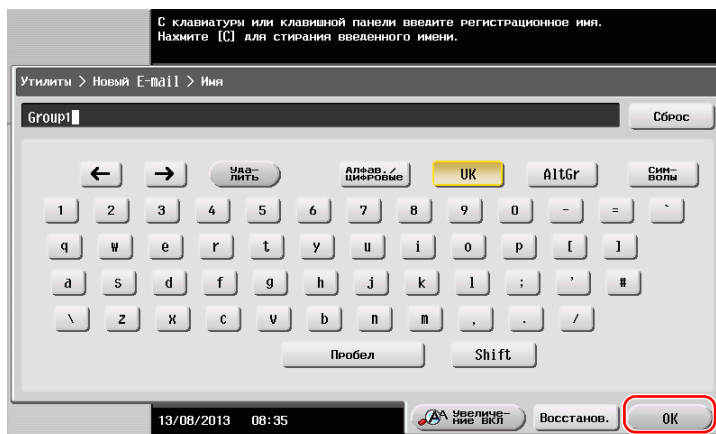 С клавиатуры или клавишной панели введите регистрационное имя.
Нажмите [C] для стирания введенного имени.
Утилиты > Новый E-mail > Имя
Group1
Сброс
← → Уда-
лить
Алфав./
цифровые
UK AltGr Сим-
волы
1 2 3 4 5 6 7 8 9 0 - = `
q w e r t y u i o p [ ]
a s d f g h j k l ; ' #
\ z x c v b n m , . /
Пробел Shift
13/08/2013 08:35
Увеличе-
ние ВКЛ
Восстанов.
OK